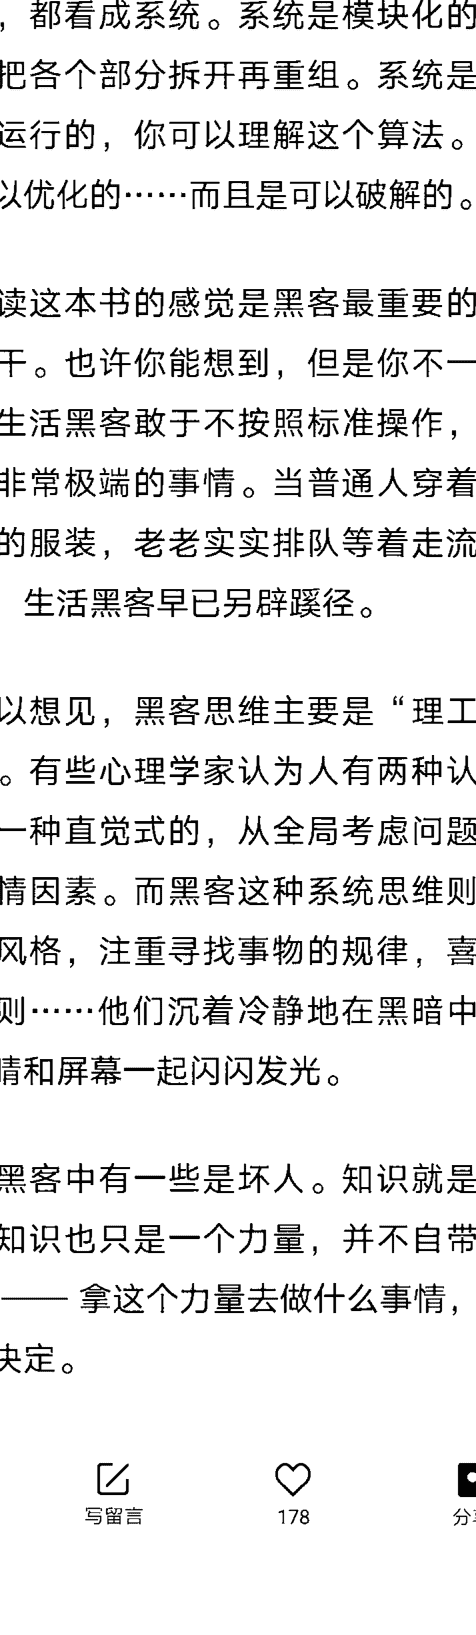 ，都看成系统。系统是模块化的
把各个部分拆开再重组。系统是
运行的，你可以理解这个算法。
以优化的……而且是可以破解的。
读这本书的感觉是黑客最重要的
干。也许你能想到，但是你不一
生活黑客敢于不按照标准操作，
非常极端的事情。当普通人穿着
的服装，老老实实排队等着走流
生活黑客早已另辟蹊径。
以想见，黑客思维主要是“理工
。有些心理学家认为人有两种认
一种直觉式的，从全局考虑问题
情因素。而黑客这种系统思维则
风格，注重寻找事物的规律，喜
则……他们沉着冷静地在黑暗中
睛和屏幕一起闪闪发光。
黑客中有一些是坏人。知识就是
知识也只是一个力量，并不自带
—— 拿这个力量去做什么事情，
决定。
写留言
178
分享